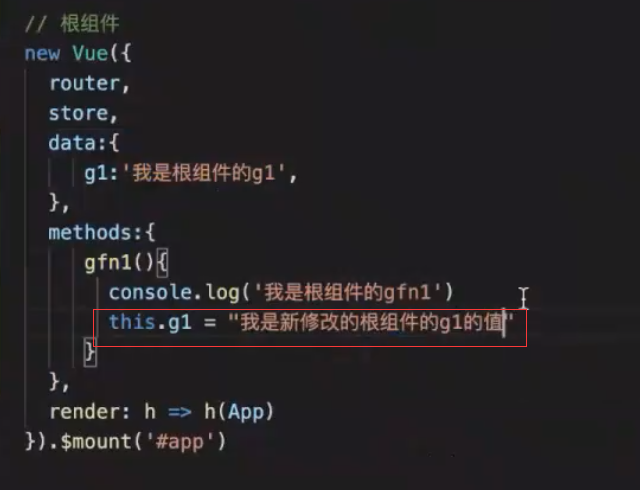 // 根组件
new Vue({
  router,
  store,
  data:{
    g1:'我是根组件的g1',
  },
  methods:{
    gfn1(){
      console.log('我是根组件的gfn1')
      this.g1 = "我是新修改的根组件的g1的值"
    }
  },
  render: h => h(App)
}).$mount('#app')